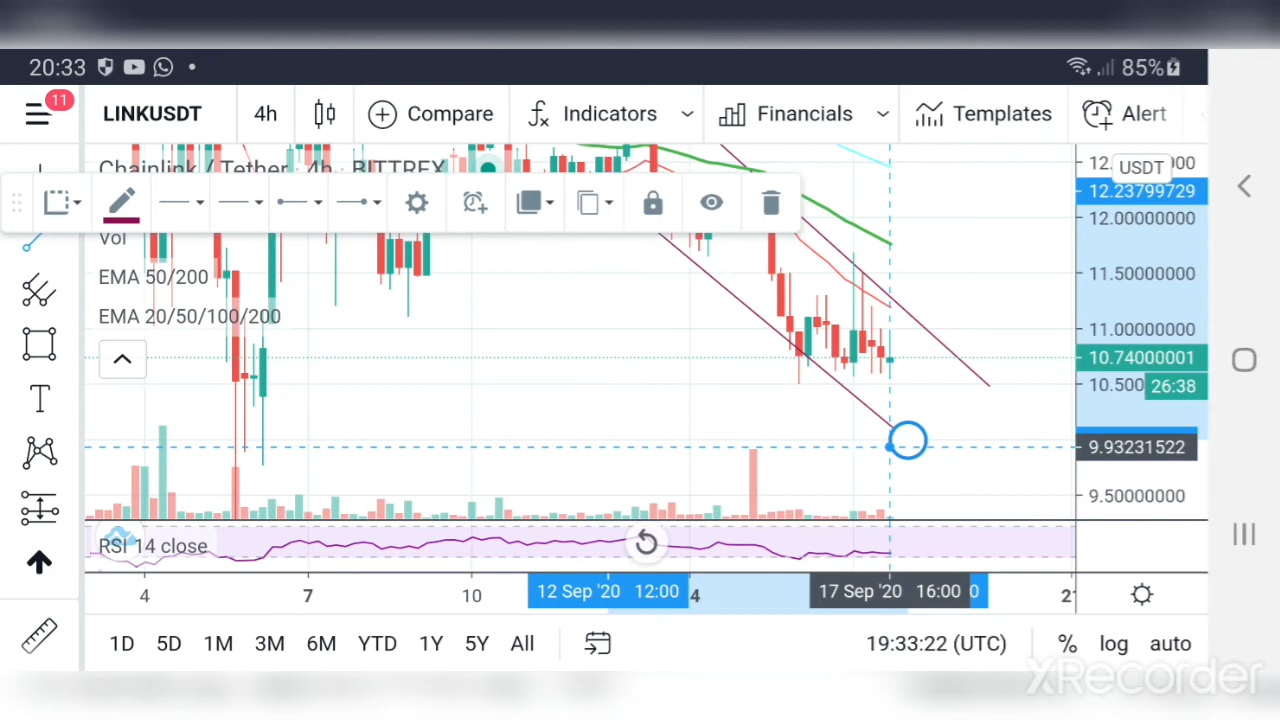 20:33 85%
11 LINKUSDT 4h Compare Indicators Financials Templates Alert
Chainlink / Tether · 4h · BITTREX
USDT
12.23799729
12.00000000
Vol
EMA 50/200
11.50000000
EMA 20/50/100/200
11.00000000
10.74000001
10.500 26:38
9.93231522
9.50000000
RSI 14 close
4 7 10 12 Sep '20 12:00 4 17 Sep '20 16:00 0
1D 5D 1M 3M 6M YTD 1Y 5Y All 19:33:22 (UTC) % log auto
XRecorder